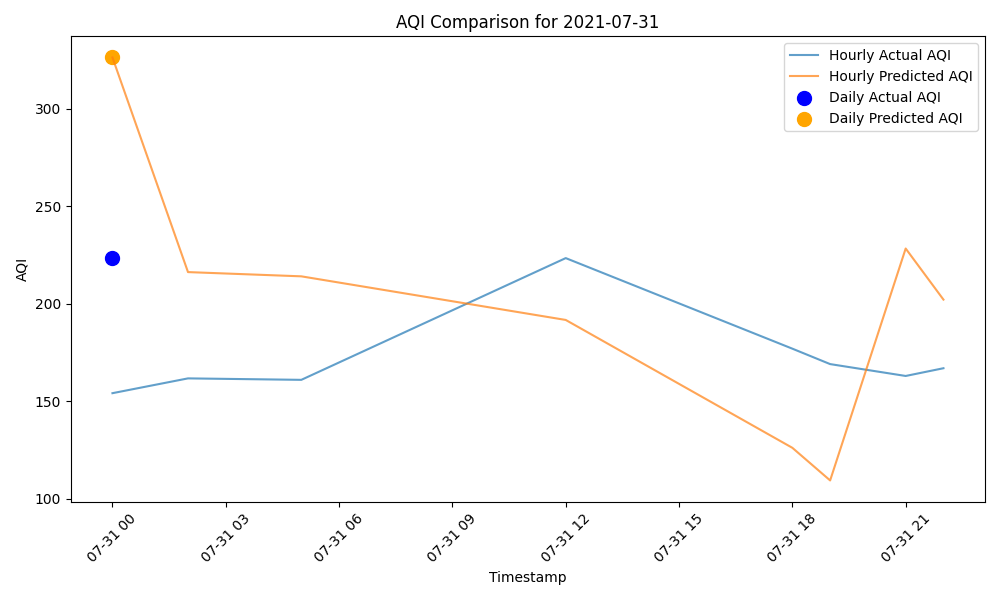 AQI Comparison for 2021-07-31
Hourly Actual AQI
Hourly Predicted AQI
Daily Actual AQI
Daily Predicted AQI
AQI
300
250
200
150
100
07-31 00
07-31 03
07-31 06
07-31 09
07-31 12
07-31 15
07-31 18
07-31 21
Timestamp